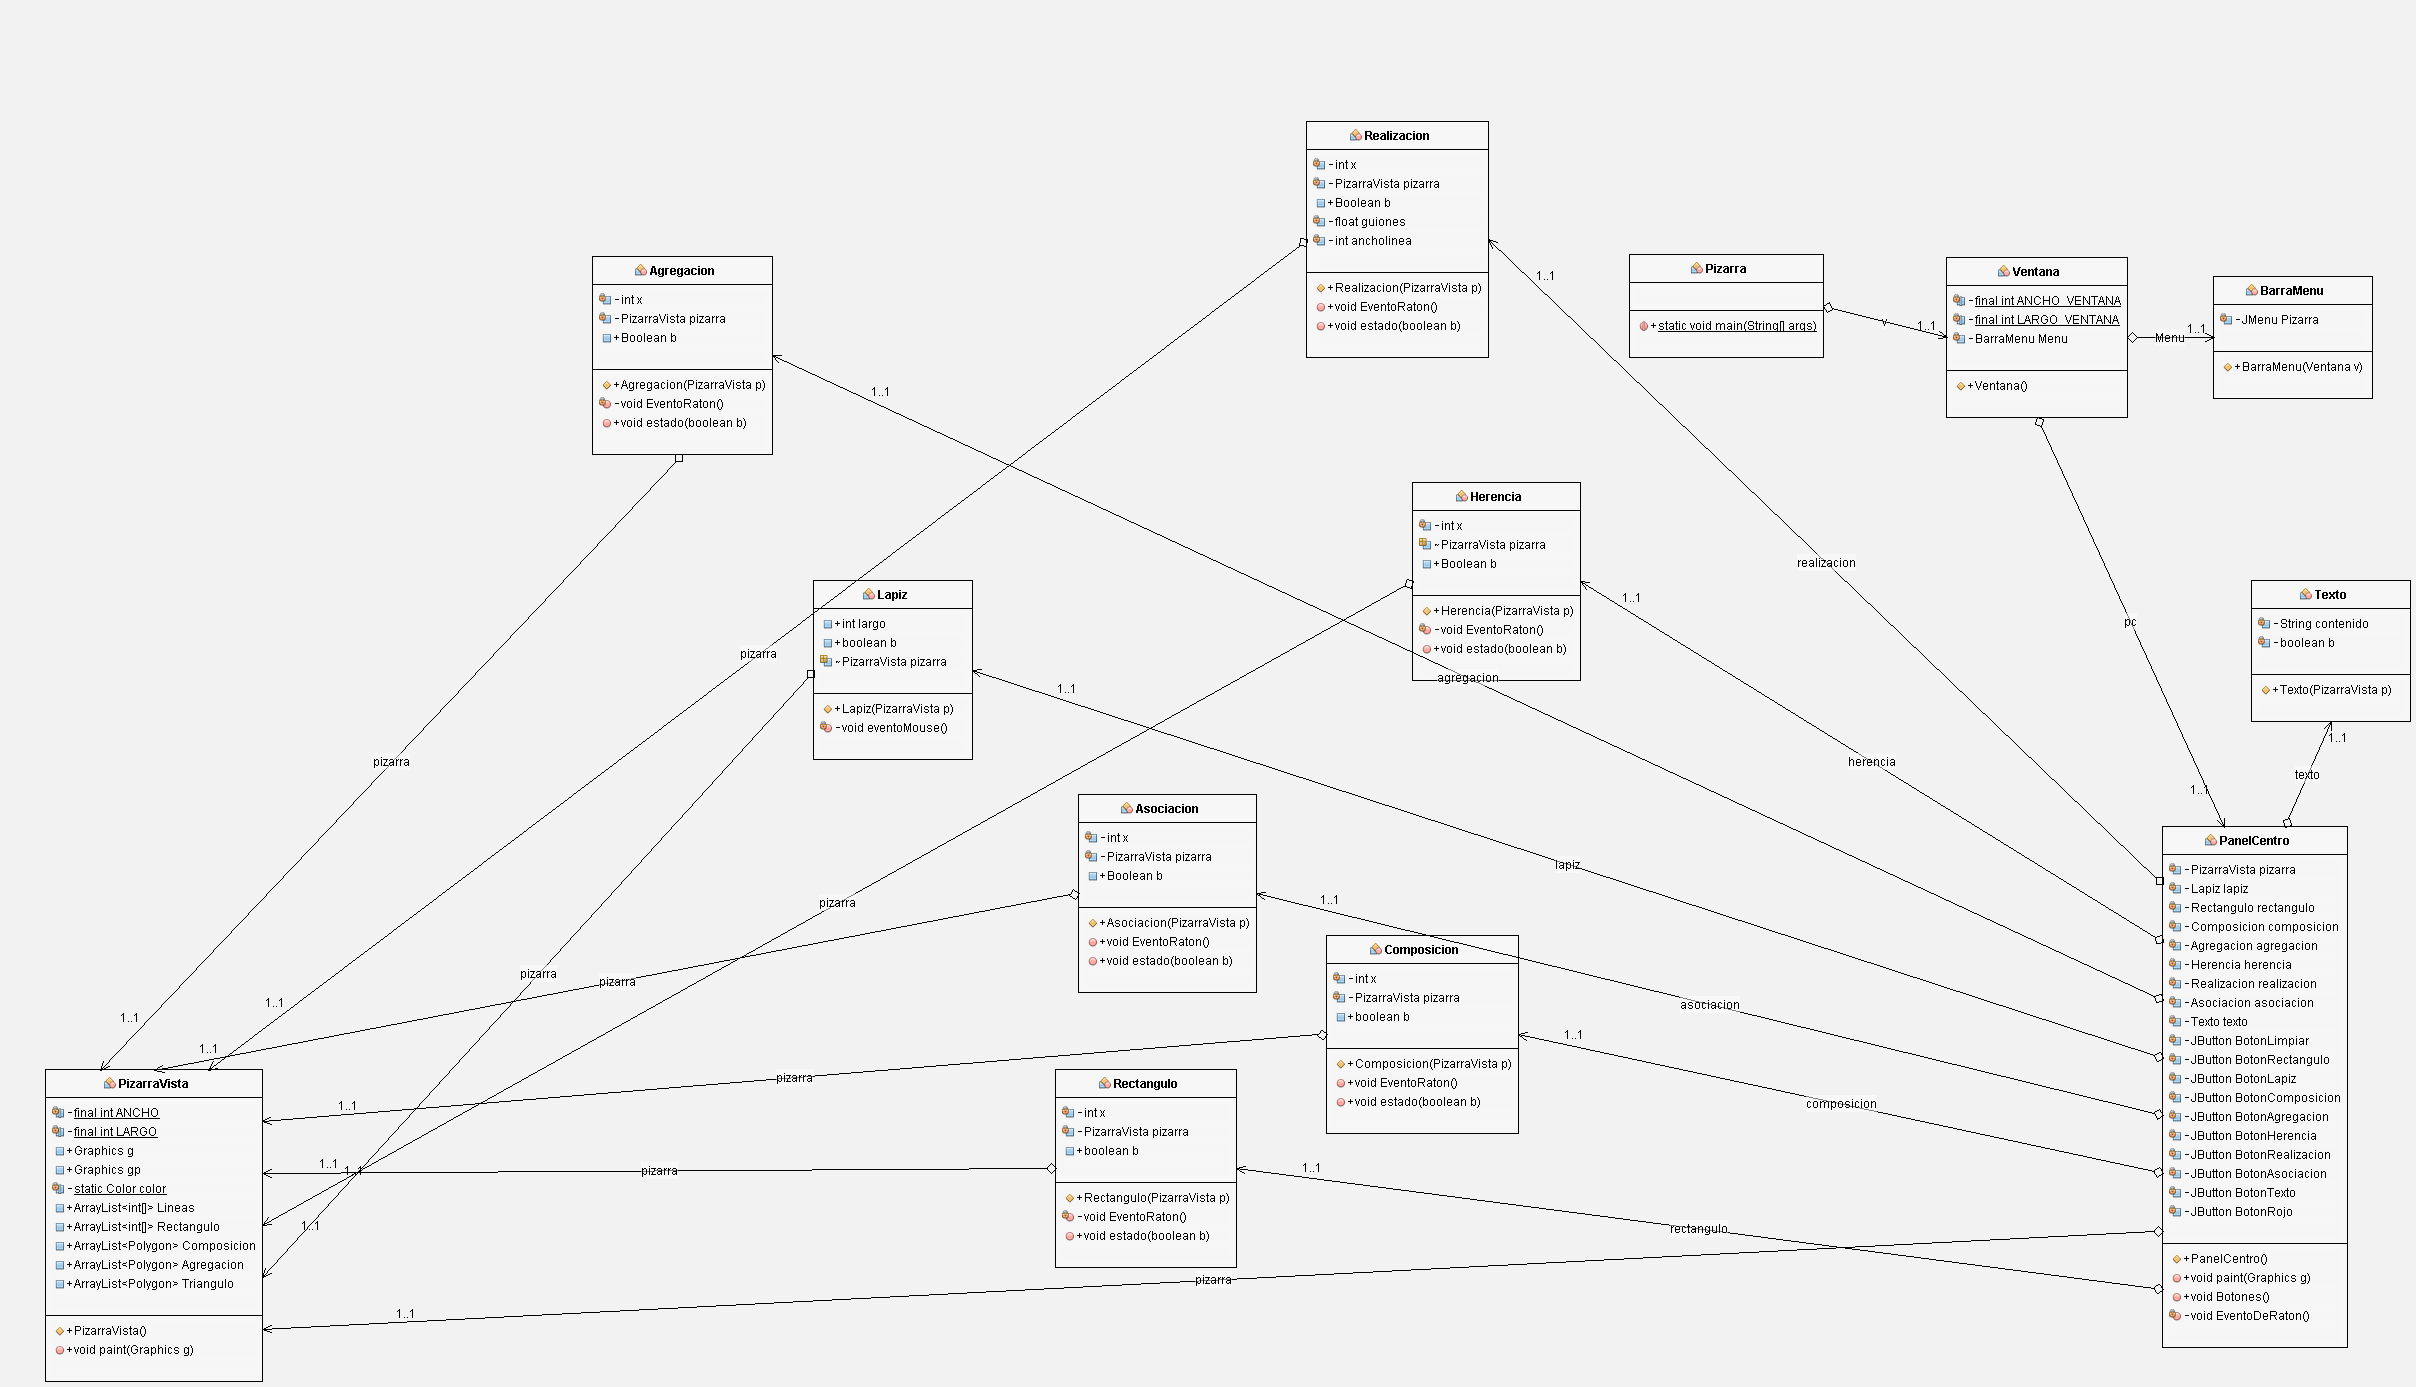 Realizacion
- int x
- PizarraVista pizarra
+ Boolean b
- float guiones
- int ancholinea
+ Realizacion(PizarraVista p)
+ void EventoRaton()
+ void estado(boolean b)
Agregacion
- int x
- PizarraVista pizarra
+ Boolean b
+ Agregacion(PizarraVista p)
- void EventoRaton()
+ void estado(boolean b)
Pizarra
+ static void main(String[] args)
v
1..1
Ventana
- final int ANCHO_VENTANA
- final int LARGO_VENTANA
- BarraMenu Menu
+ Ventana()
Menu
1..1
BarraMenu
- JMenu Pizarra
+ BarraMenu(Ventana v)
1..1
1..1
Herencia
- int x
~ PizarraVista pizarra
+ Boolean b
+ Herencia(PizarraVista p)
- void EventoRaton()
+ void estado(boolean b)
realizacion
1..1
pc
Lapiz
+ int largo
+ boolean b
~ PizarraVista pizarra
+ Lapiz(PizarraVista p)
- void eventoMouse()
Texto
- String contenido
- boolean b
+ Texto(PizarraVista p)
pizarra
1..1
agregacion
pizarra
herencia
1..1
texto
1..1
Asociacion
- int x
- PizarraVista pizarra
+ Boolean b
+ Asociacion(PizarraVista p)
+ void EventoRaton()
+ void estado(boolean b)
lapiz
pizarra
1..1
pizarra
pizarra
1..1
1..1
1..1
asociacion
Composicion
- int x
- PizarraVista pizarra
+ boolean b
+ Composicion(PizarraVista p)
+ void EventoRaton()
+ void estado(boolean b)
1..1
composicion
pizarra
1..1
PizarraVista
- final int ANCHO
- final int LARGO
+ Graphics g
+ Graphics gp
- static Color color
+ ArrayList<int[]> Lineas
+ ArrayList<int[]> Rectangulo
+ ArrayList<Polygon> Composicion
+ ArrayList<Polygon> Agregacion
+ ArrayList<Polygon> Triangulo
+ PizarraVista()
+ void paint(Graphics g)
1..1
1..1
1..1
pizarra
Rectangulo
- int x
- PizarraVista pizarra
+ boolean b
+ Rectangulo(PizarraVista p)
- void EventoRaton()
+ void estado(boolean b)
1..1
rectangulo
pizarra
1..1
PanelCentro
- PizarraVista pizarra
- Lapiz lapiz
- Rectangulo rectangulo
- Composicion composicion
- Agregacion agregacion
- Herencia herencia
- Realizacion realizacion
- Asociacion asociacion
- Texto texto
- JButton BotonLimpiar
- JButton BotonRectangulo
- JButton BotonLapiz
- JButton BotonComposicion
- JButton BotonAgregacion
- JButton BotonHerencia
- JButton BotonRealizacion
- JButton BotonAsociacion
- JButton BotonTexto
- JButton BotonRojo
+ PanelCentro()
+ void paint(Graphics g)
+ void Botones()
- void EventoDeRaton()